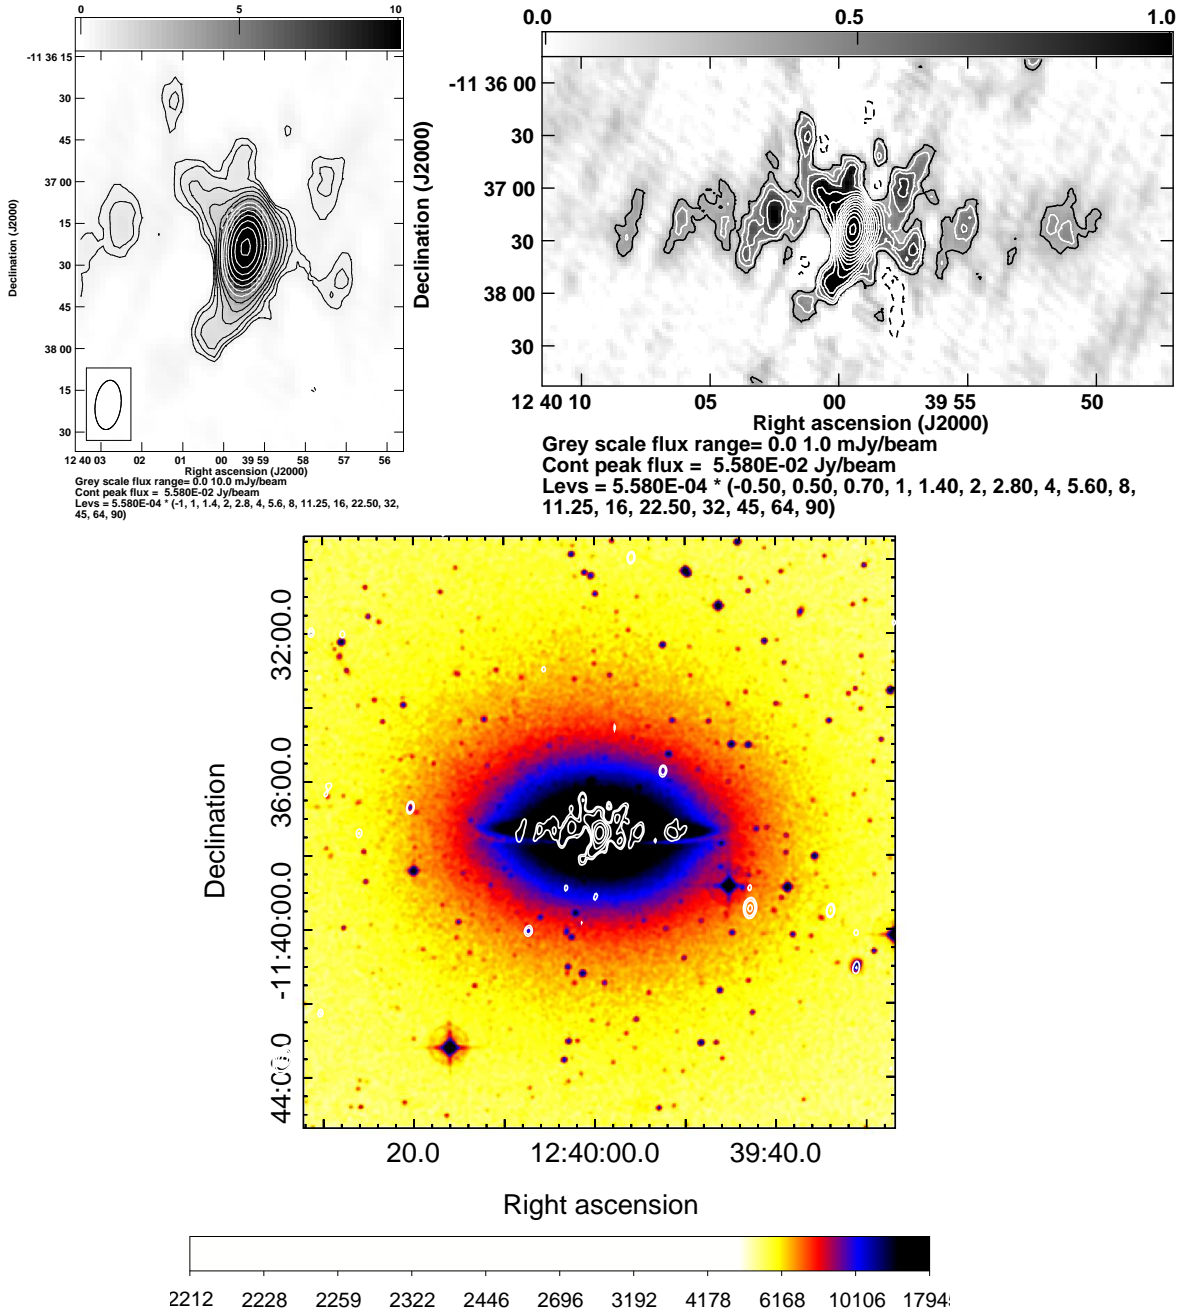 0 5 10
-11 36 15
30
45
37 00
15
30
45
38 00
15
30
Declination (J2000)
12 40 03 02 01 00 39 59 58 57 56
Right ascension (J2000)
Grey scale flux range= 0.0 10.0 mJy/beam
Cont peak flux = 5.580E-02 Jy/beam
Levs = 5.580E-04 * (-1, 1, 1.4, 2, 2.8, 4, 5.6, 8, 11.25, 16, 22.50, 32,
45, 64, 90)
0.0 0.5 1.0
-11 36 00
30
37 00
30
38 00
30
Declination (J2000)
12 40 10 05 00 39 55 50
Right ascension (J2000)
Grey scale flux range= 0.0 1.0 mJy/beam
Cont peak flux = 5.580E-02 Jy/beam
Levs = 5.580E-04 * (-0.50, 0.50, 0.70, 1, 1.40, 2, 2.80, 4, 5.60, 8,
11.25, 16, 22.50, 32, 45, 64, 90)
32:00.0
36:00.0
-11:40:00.0
44:00.0
Declination
20.0 12:40:00.0 39:40.0
Right ascension
2212 2228 2259 2322 2446 2696 3192 4178 6168 10106 1794